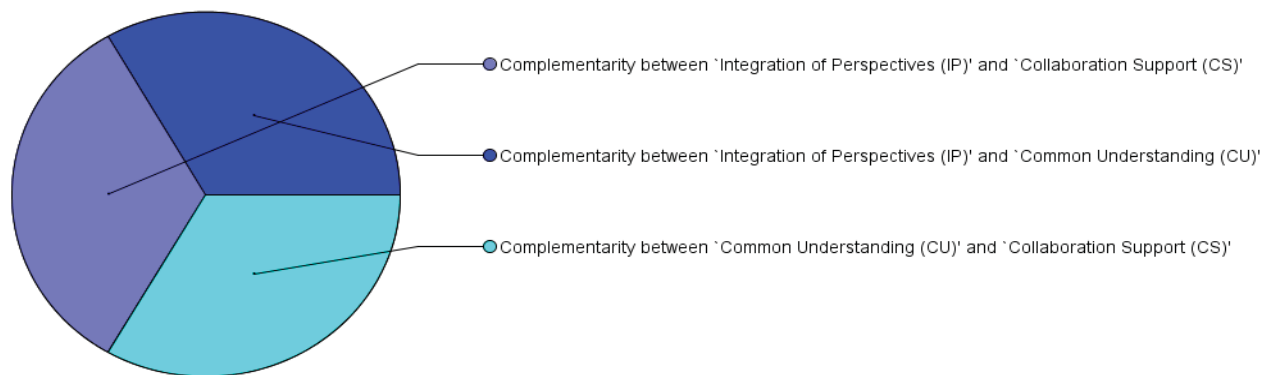 Complementarity between `Integration of Perspectives (IP)' and `Collaboration Support (CS)'
Complementarity between `Integration of Perspectives (IP)' and `Common Understanding (CU)'
Complementarity between `Common Understanding (CU)' and `Collaboration Support (CS)'